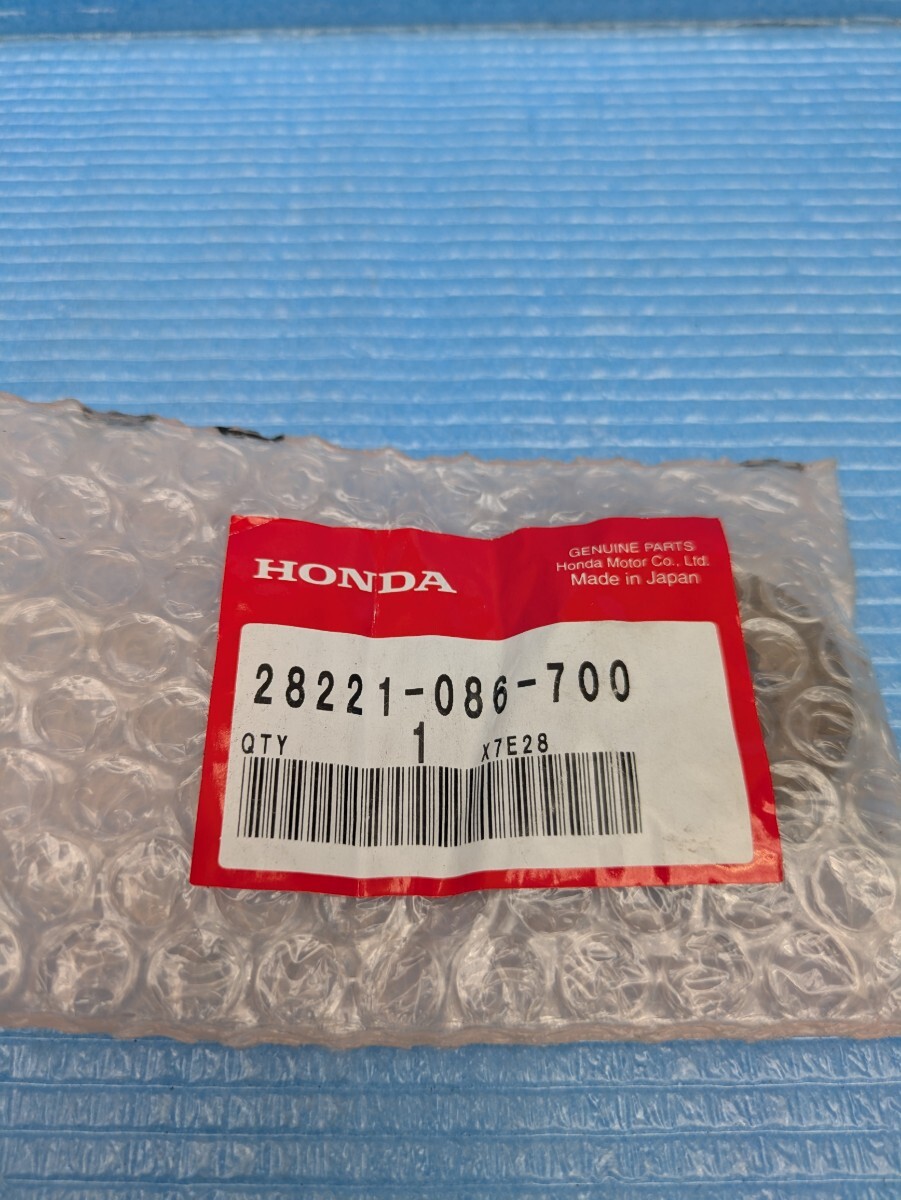 HONDA
GENUINE PARTS
Honda Motor Co., Ltd.
Made in Japan
28221-086-700
QTY 1 X7E28